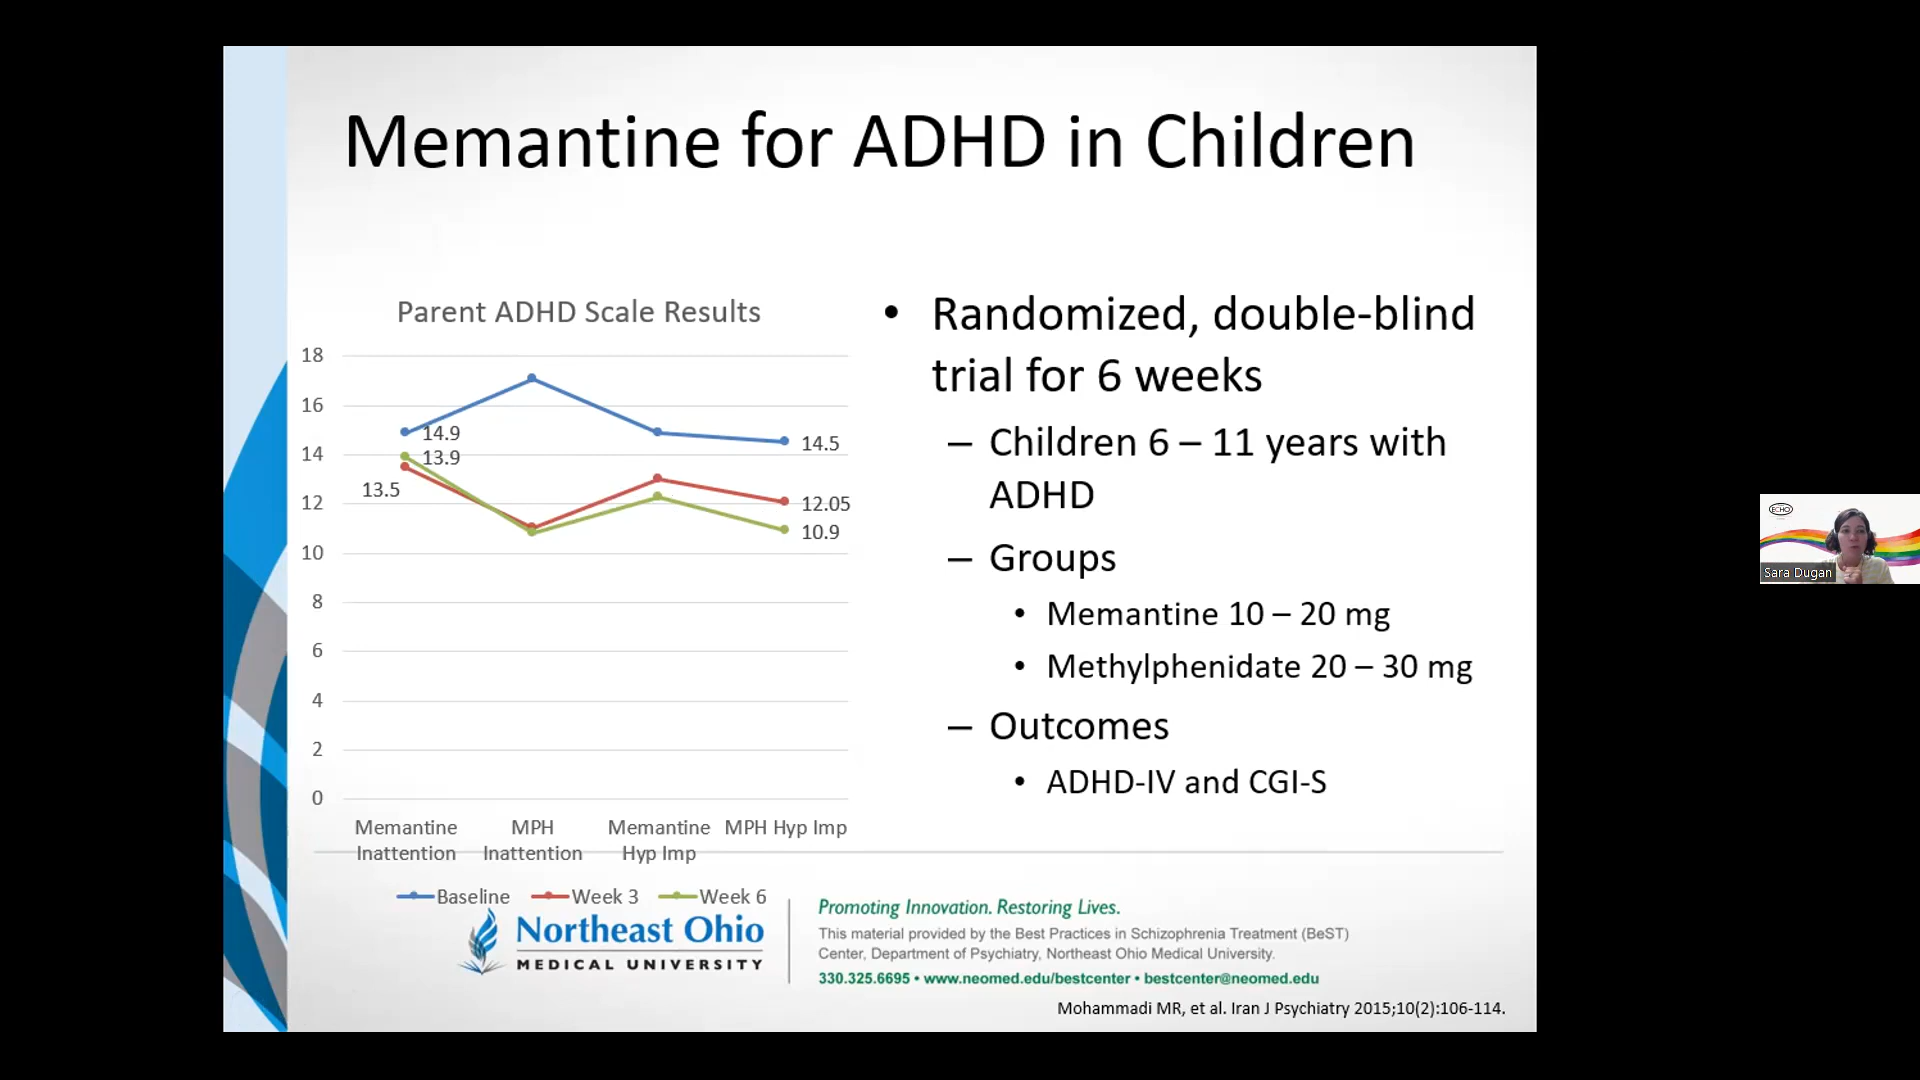 Memantine for ADHD in Children
Parent ADHD Scale Results
18
16
14
12
10
8
6
4
2
0
14.9
13.9
13.5
14.5
12.05
10.9
Memantine Inattention
MPH Inattention
Memantine Hyp Imp
MPH Hyp Imp
Baseline
Week 3
Week 6
• Randomized, double-blind
trial for 6 weeks
– Children 6 – 11 years with
ADHD
– Groups
• Memantine 10 – 20 mg
• Methylphenidate 20 – 30 mg
– Outcomes
• ADHD-IV and CGI-S
Northeast Ohio
MEDICAL UNIVERSITY
Promoting Innovation. Restoring Lives.
This material provided by the Best Practices in Schizophrenia Treatment (BeST)
Center, Department of Psychiatry, Northeast Ohio Medical University.
330.325.6695 • www.neomed.edu/bestcenter • bestcenter@neomed.edu
Mohammadi MR, et al. Iran J Psychiatry 2015;10(2):106-114.
ECHO
Sara Dugan